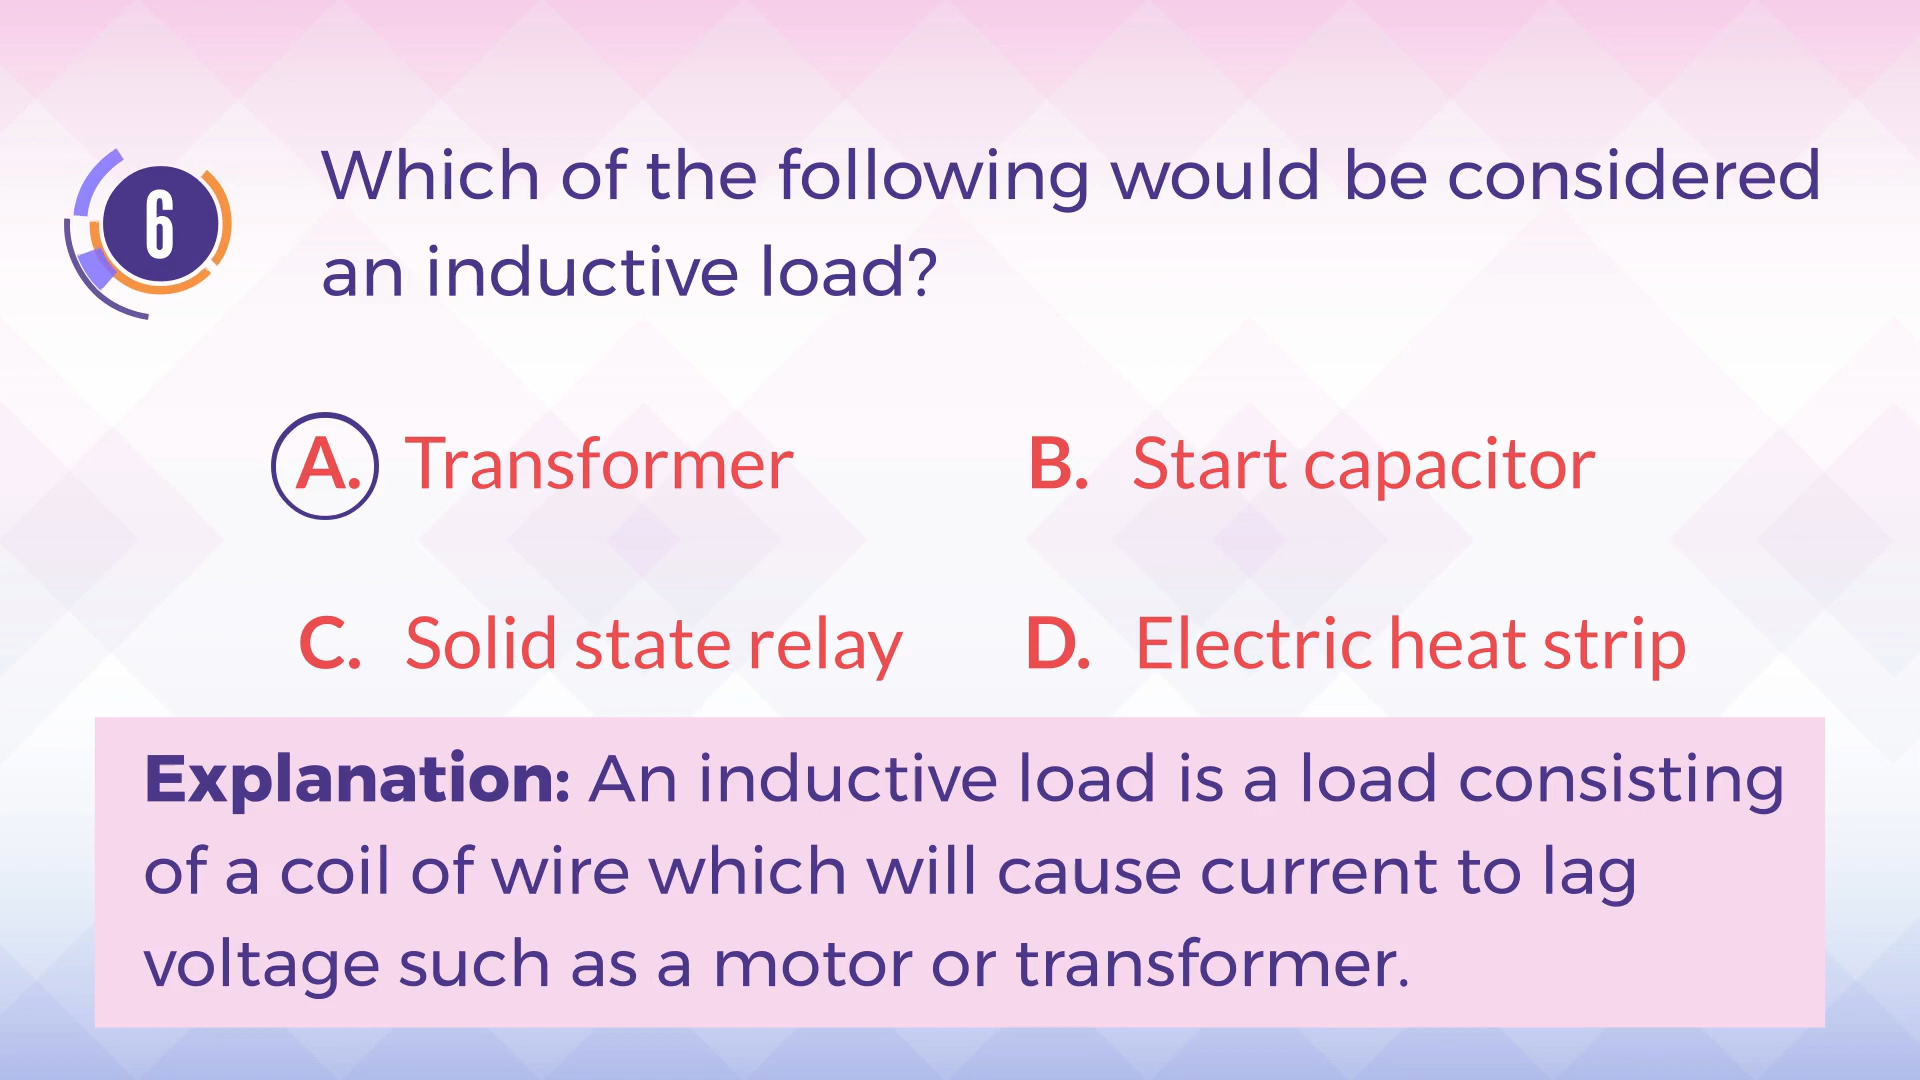 6
Which of the following would be considered
an inductive load?
A. Transformer
B. Start capacitor
C. Solid state relay
D. Electric heat strip
Explanation: An inductive load is a load consisting
of a coil of wire which will cause current to lag
voltage such as a motor or transformer.